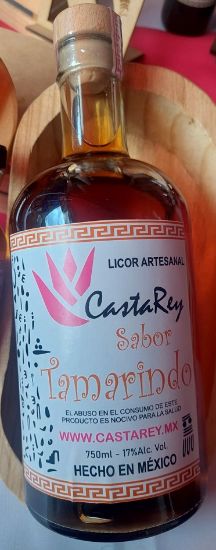 LICOR ARTESANAL
CastaRey
Sabor
Tamarindo
EL ABUSO EN EL CONSUMO DE ESTE
PRODUCTO ES NOCIVO PARA LA SALUD
WWW.CASTAREY.MX
750ml - 17%Alc. Vol
HECHO EN MÉXICO